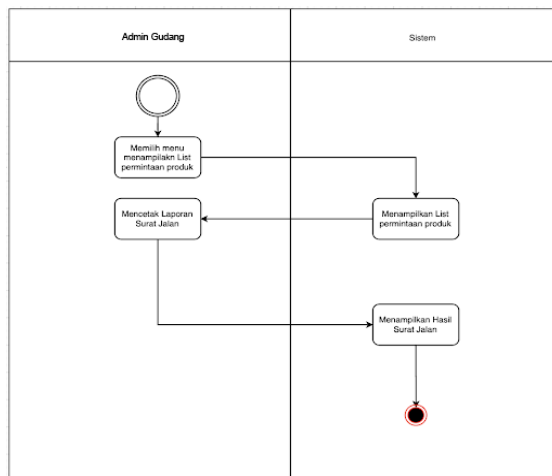 Admin Gudang
Sistem
Memilih menu
menampilakn List
permintaan produk
Mencetak Laporan
Surat Jalan
Menampilkan List
permintaan produk
Menampilkan Hasil
Surat Jalan